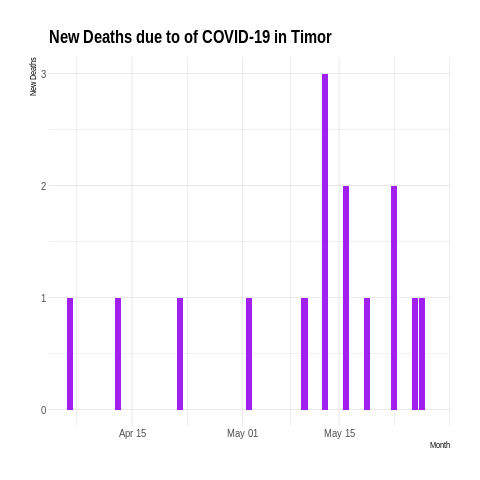 New Deaths due to of COVID-19 in Timor
New Deaths
3
2
1
0
Apr 15
May 01
May 15
Month